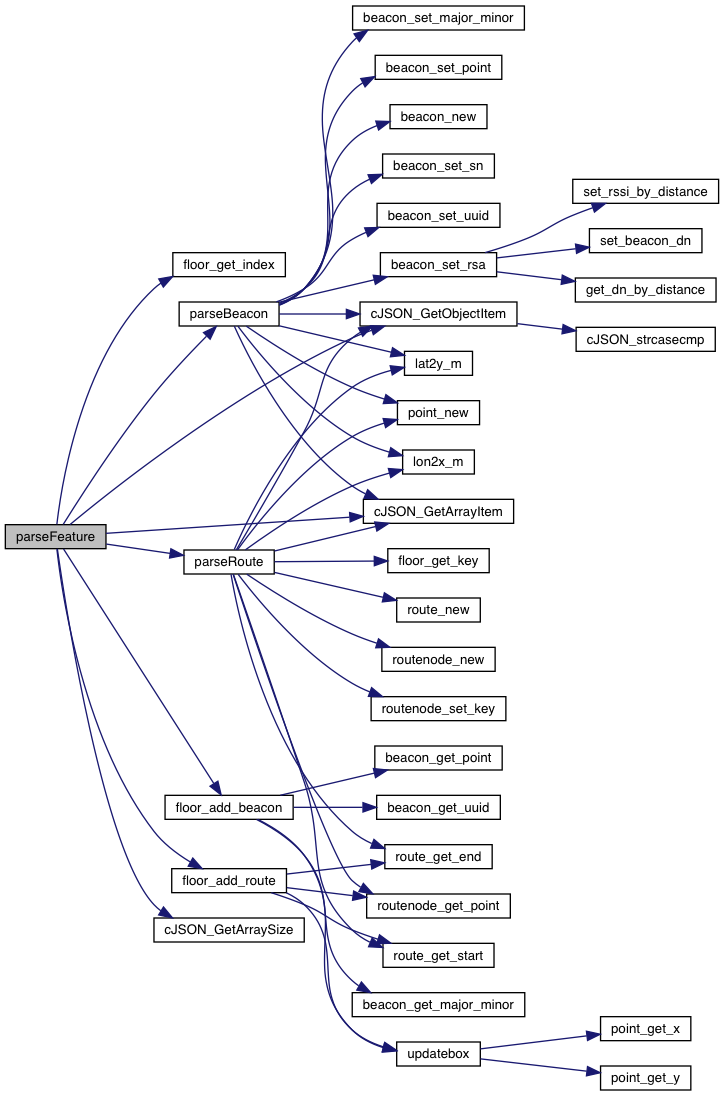 beacon_set_major_minor
beacon_set_point
beacon_new
beacon_set_sn
set_rssi_by_distance
beacon_set_uuid
set_beacon_dn
floor_get_index
beacon_set_rsa
get_dn_by_distance
parseBeacon
cJSON_GetObjectItem
cJSON_strcasecmp
lat2y_m
point_new
lon2x_m
cJSON_GetArrayItem
parseFeature
parseRoute
floor_get_key
route_new
routenode_new
routenode_set_key
beacon_get_point
floor_add_beacon
beacon_get_uuid
route_get_end
floor_add_route
routenode_get_point
cJSON_GetArraySize
route_get_start
beacon_get_major_minor
point_get_x
updatebox
point_get_y